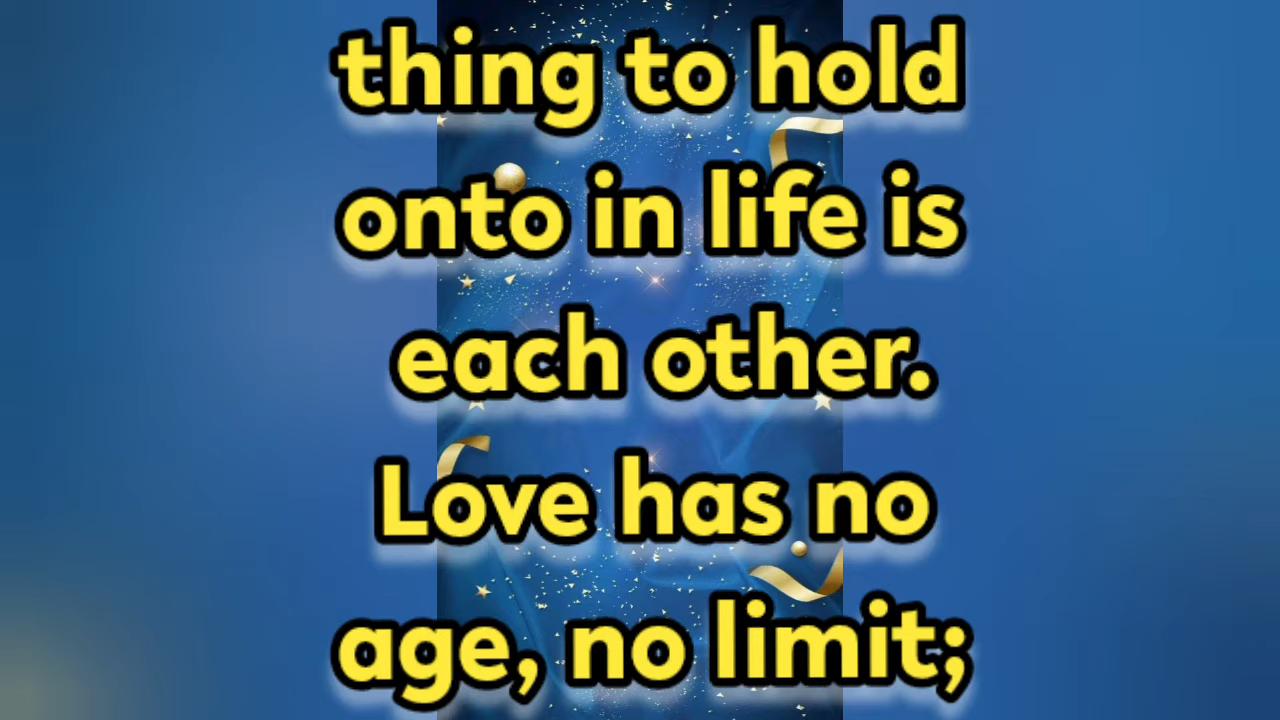 thing to hold
onto in life is
each other.
Love has no
age, no limit;